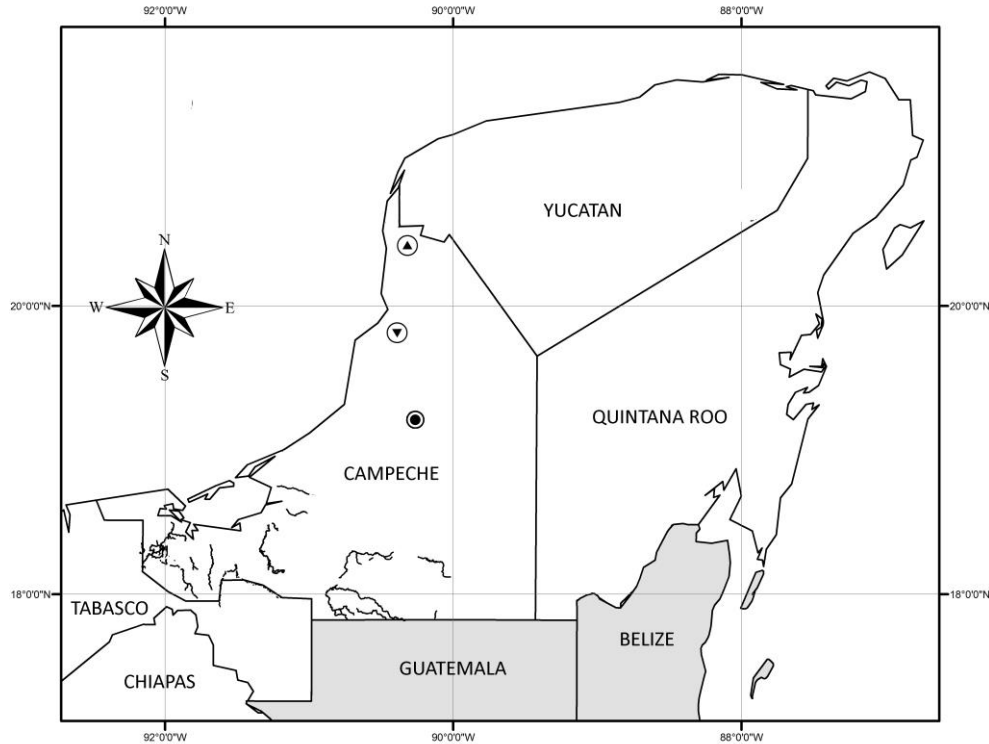 92°0'0"W 90°0'0"W 88°0'0"W
YUCATAN
N
W E
S
20°0'0"N 20°0'0"N
QUINTANA ROO
CAMPECHE
18°0'0"N 18°0'0"N
TABASCO
BELIZE
GUATEMALA
CHIAPAS
92°0'0"W 90°0'0"W 88°0'0"W